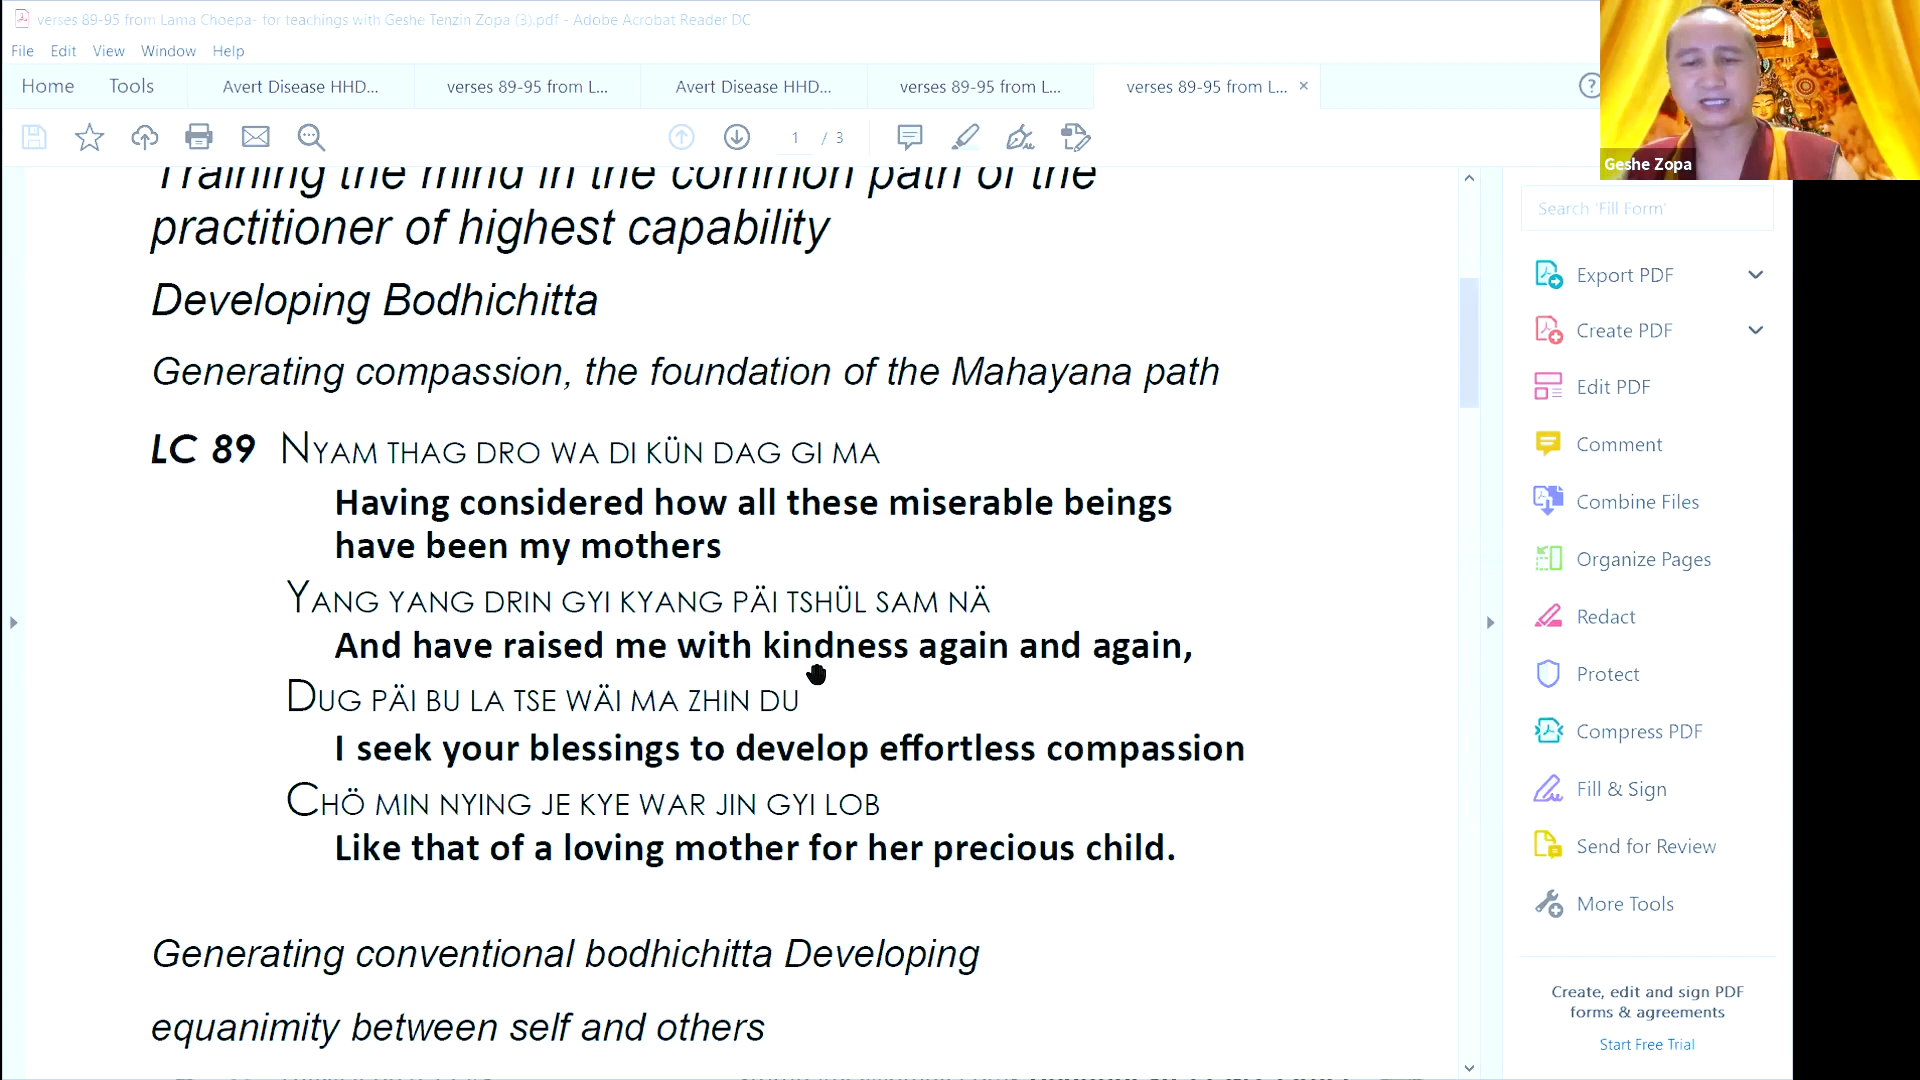 verses 89-95 from Lama Choepa- for teachings with Geshe Tenzin Zopa (3).pdf - Adobe Acrobat Reader DC
File Edit View Window Help
Home Tools Avert Disease HHD... verses 89-95 from L... Avert Disease HHD... verses 89-95 from L... verses 89-95 from L... ×
1 / 3
Geshe Zopa
Training the mind in the common path of the
practitioner of highest capability
Developing Bodhichitta
Generating compassion, the foundation of the Mahayana path
LC 89 NYAM THAG DRO WA DI KÜN DAG GI MA
Having considered how all these miserable beings
have been my mothers
YANG YANG DRIN GYI KYANG PÄI TSHÜL SAM NÄ
And have raised me with kindness again and again,
DUG PÄI BU LA TSE WÄI MA ZHIN DU
I seek your blessings to develop effortless compassion
CHÖ MIN NYING JE KYE WAR JIN GYI LOB
Like that of a loving mother for her precious child.
Generating conventional bodhichitta Developing
equanimity between self and others
Search 'Fill Form'
Export PDF
Create PDF
Edit PDF
Comment
Combine Files
Organize Pages
Redact
Protect
Compress PDF
Fill & Sign
Send for Review
More Tools
Create, edit and sign PDF
forms & agreements
Start Free Trial